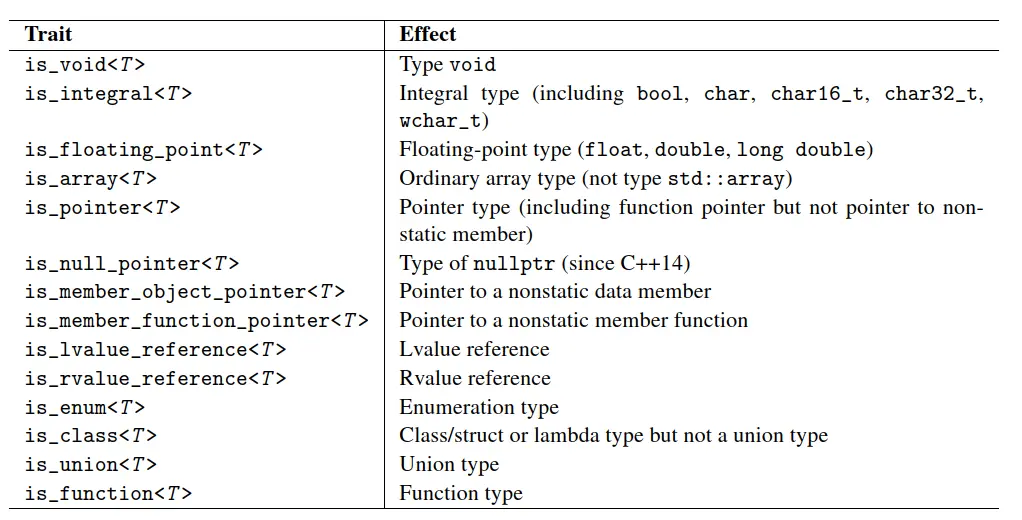 Trait Effect
is_void<T> Type void
is_integral<T> Integral type (including bool, char, char16_t, char32_t,
wchar_t)
is_floating_point<T> Floating-point type (float, double, long double)
is_array<T> Ordinary array type (not type std::array)
is_pointer<T> Pointer type (including function pointer but not pointer to non-
static member)
is_null_pointer<T> Type of nullptr (since C++14)
is_member_object_pointer<T> Pointer to a nonstatic data member
is_member_function_pointer<T> Pointer to a nonstatic member function
is_lvalue_reference<T> Lvalue reference
is_rvalue_reference<T> Rvalue reference
is_enum<T> Enumeration type
is_class<T> Class/struct or lambda type but not a union type
is_union<T> Union type
is_function<T> Function type